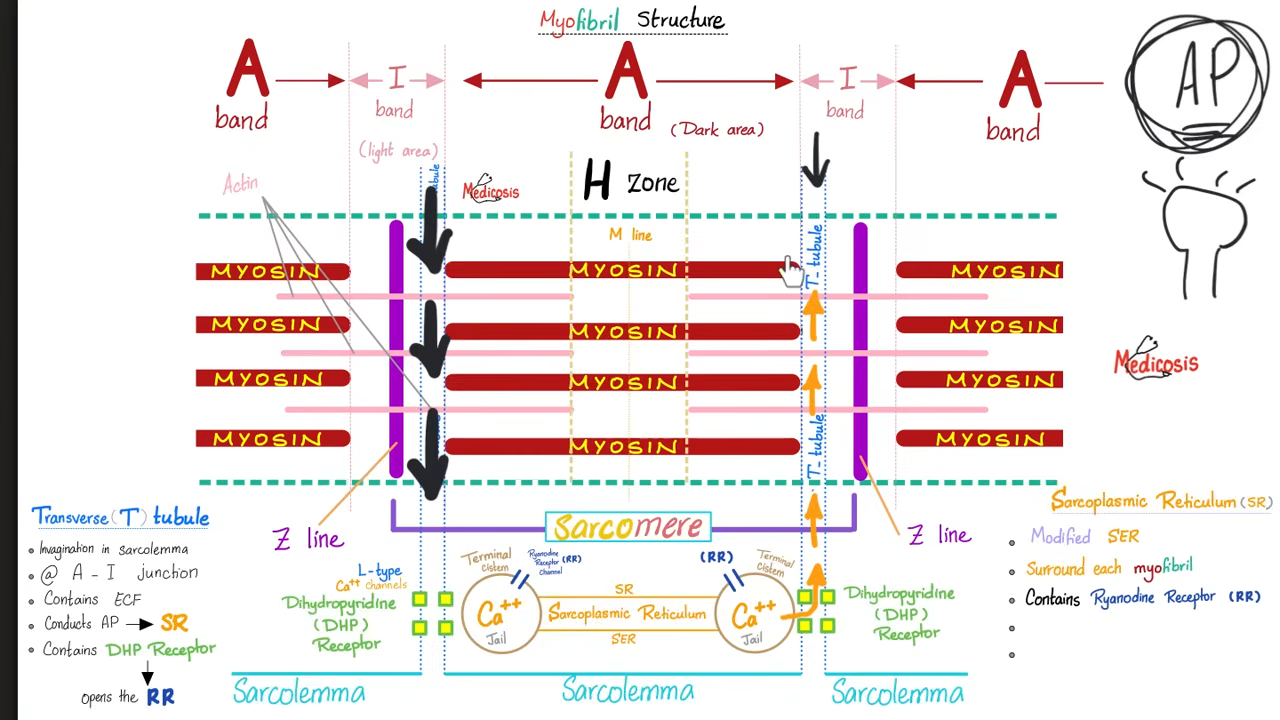 Myofibril Structure
A band
I band
(light area)
A band (Dark area)
I band
A band
AP
Actin
tubule
Medicosis
H zone
M line
T-tubule
MYOSIN MYOSIN MYOSIN
MYOSIN MYOSIN MYOSIN
MYOSIN MYOSIN MYOSIN
MYOSIN MYOSIN MYOSIN
T-tubule
Medicosis
Z line
Sarcomere
Z line
Transverse (T) tubule
Invagination in sarcolemma
@ A-I junction
Contains ECF
Conducts AP → SR
Contains DHP Receptor
opens the RR
L-type
Ca++ channels
Dihydropyridine
(DHP)
Receptor
Terminal
Cistern
Ryanodine
Receptor (RR)
Channel
Ca++
Jail
SR
Sarcoplasmic Reticulum
SER
(RR)
Terminal
Cistern
Ca++
Jail
Dihydropyridine
(DHP)
Receptor
Sarcoplasmic Reticulum (SR)
Modified SER
Surround each myofibril
Contains Ryanodine Receptor (RR)
Sarcolemma Sarcolemma Sarcolemma